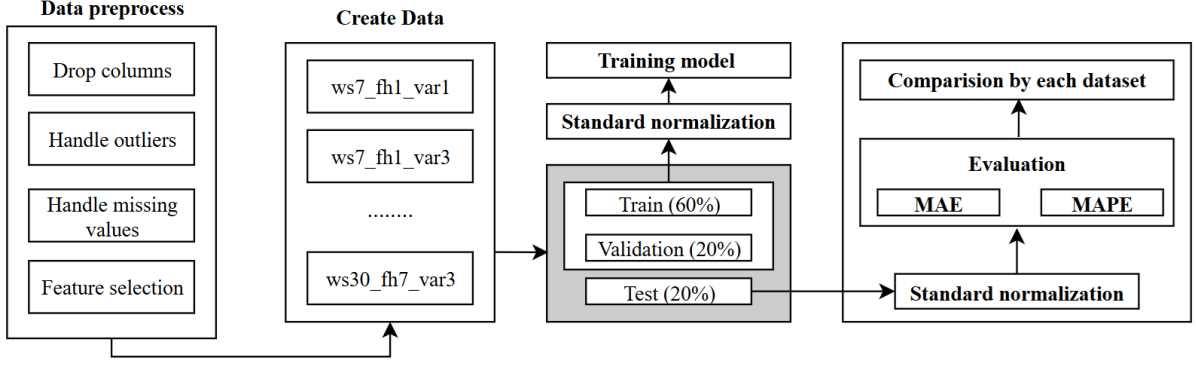 Data preprocess
Drop columns
Handle outliers
Handle missing
values
Feature selection
Create Data
ws7_fh1_var1
ws7_fh1_var3
........
ws30_fh7_var3
Training model
Standard normalization
Train (60%)
Validation (20%)
Test (20%)
Comparision by each dataset
Evaluation
MAE
MAPE
Standard normalization